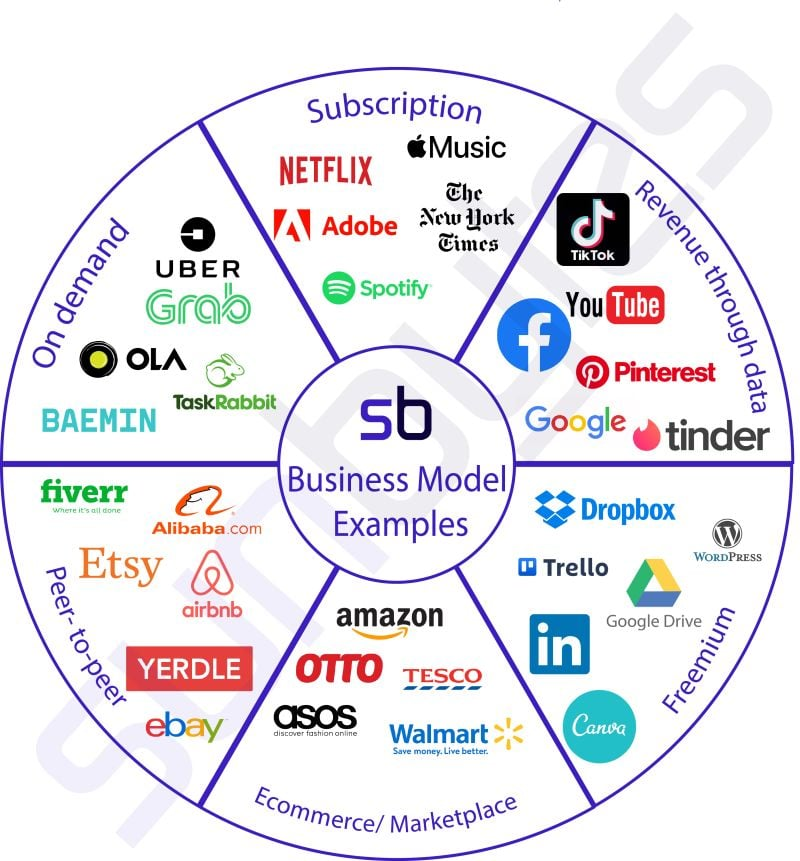 Subscription
NETFLIX
Music
Adobe
The
New York
Times
Spotify
Revenue through data
TikTok
You Tube
f
Pinterest
Google
tinder
On demand
UBER
Grab
OLA
TaskRabbit
BAEMIN
sb
Business Model
Examples
Peer- to-peer
fiverr
Where it's all done
Alibaba.com
Etsy
airbnb
YERDLE
ebay
Ecommerce/ Marketplace
amazon
OTTO
TESCO
asos
discover fashion online
Walmart
Save money. Live better.
Freemium
Dropbox
W
WORDPRESS
Trello
Google Drive
in
Canva
sunbytes